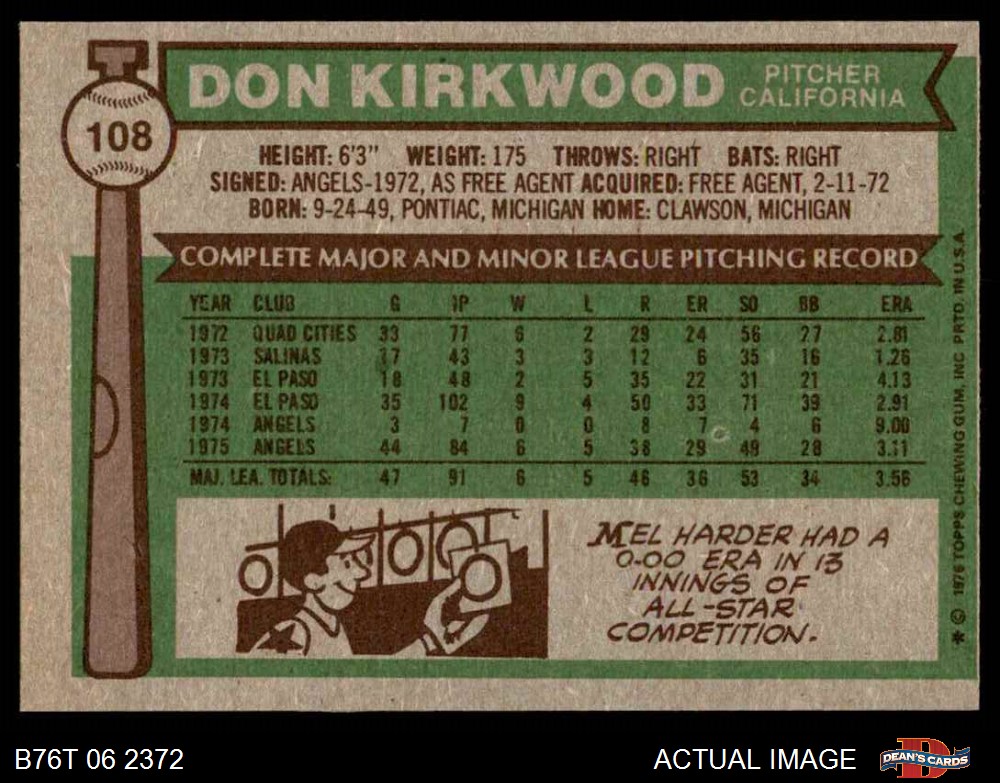 108
DON KIRKWOOD
PITCHER
CALIFORNIA
HEIGHT: 6'3" WEIGHT: 175 THROWS: RIGHT BATS: RIGHT
SIGNED: ANGELS-1972, AS FREE AGENT ACQUIRED: FREE AGENT, 2-11-72
BORN: 9-24-49, PONTIAC, MICHIGAN HOME: CLAWSON, MICHIGAN
COMPLETE MAJOR AND MINOR LEAGUE PITCHING RECORD
YEAR CLUB G IP W L R ER SO BB ERA
1972 QUAD CITIES 33 77 6 2 29 24 56 27 2.81
1973 SALINAS 17 43 3 3 12 6 35 16 1.26
1973 EL PASO 18 48 2 5 35 22 31 21 4.13
1974 EL PASO 35 102 9 4 50 33 71 39 2.91
1974 ANGELS 3 7 0 0 8 7 4 6 9.00
1975 ANGELS 44 84 6 5 38 29 49 28 3.11
MAJ. LEA. TOTALS: 47 91 6 5 46 36 53 34 3.56
MEL HARDER HAD A
0.00 ERA IN 13
INNINGS OF
ALL-STAR
COMPETITION.
* © 1976 TOPPS CHEWING GUM, INC PRTD. IN U.S.A.
B76T 06 2372
ACTUAL IMAGE
DEAN'S CARDS